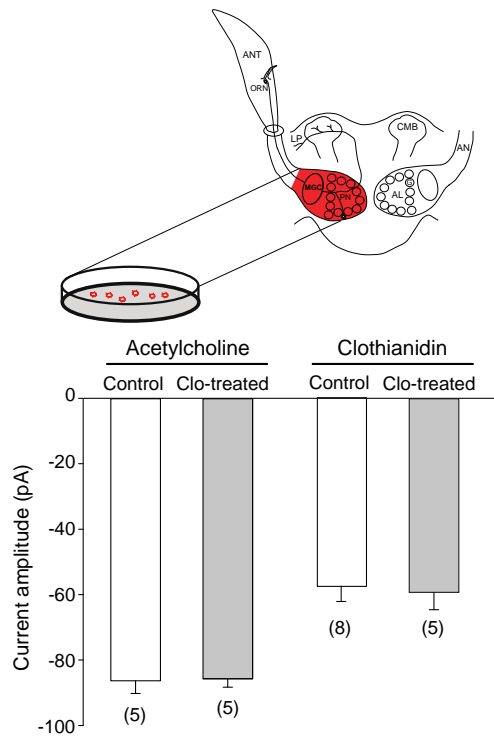 ANT
ORN
LP
CMB
AN
MGC
PN
AL
G
Acetylcholine Clothianidin
Control Clo-treated Control Clo-treated
0
-20
-40
-60
-80
-100
Current amplitude (pA)
(8) (5)
(5) (5)